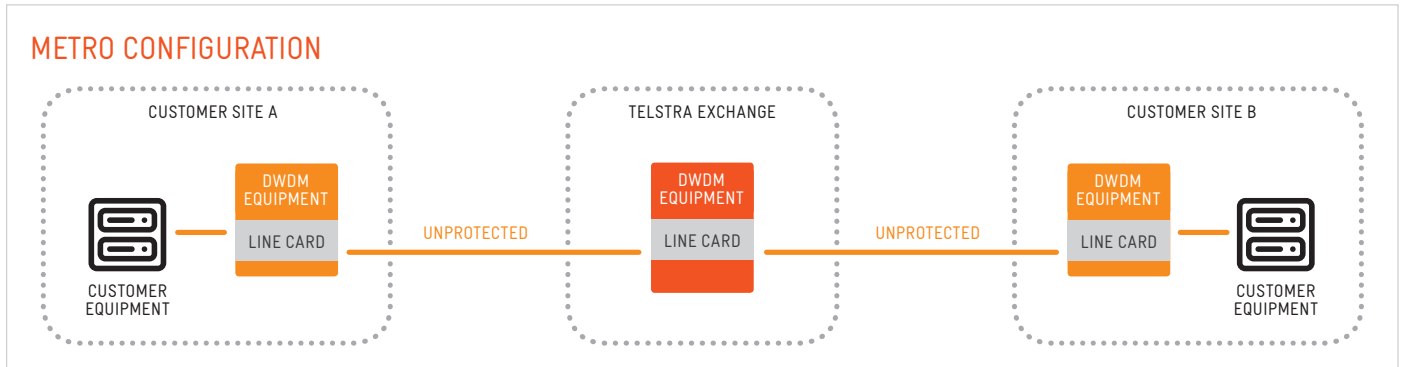 METRO CONFIGURATION
CUSTOMER SITE A
TELSTRA EXCHANGE
CUSTOMER SITE B
DWDM
EQUIPMENT
LINE CARD
CUSTOMER
EQUIPMENT
UNPROTECTED
DWDM
EQUIPMENT
LINE CARD
UNPROTECTED
DWDM
EQUIPMENT
LINE CARD
CUSTOMER
EQUIPMENT